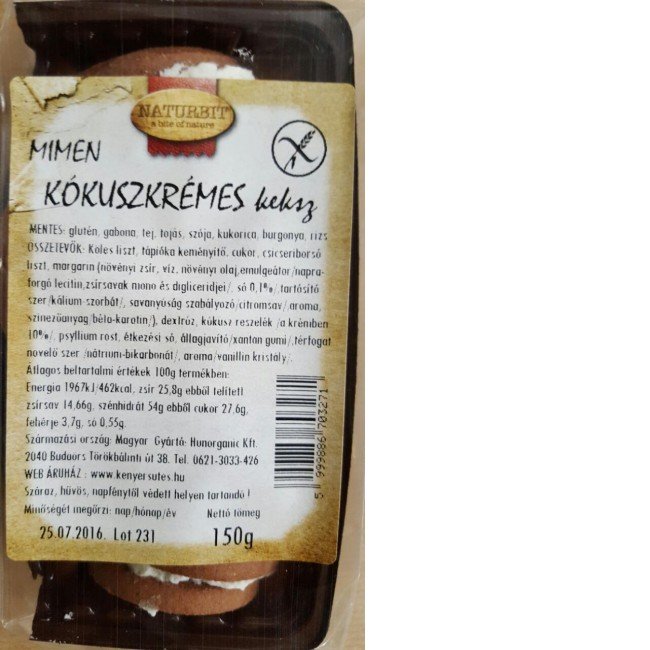 NATURBIT
a bite of nature
MIMEN
KÓKUSZKRÉMES keksz
MENTES: glutén, gabona, tej, tojás, szója, kukorica, burgonya, rizs
ÖSSZETEVŐK: Köles liszt, tápióka keményítő, cukor, csicseriborsó
liszt, margarin (növényi zsír, víz, növényi olaj,emulgeátor/napra-
forgó lecitin,zsírsavak mono és digliceridjei/, só 0,1%/,tartósító
szer/kálium-szorbát/, savanyúság szabályozó/citromsav/,aroma,
színezőanyag/béta-karotin/), dextróz, kókusz reszelék /a krémben
10%/, psyllium rost, étkezési só, állagjavító/xantán gumi/,térfogat
növelő szer /nátrium-bikarbonát/, aroma/vanillin kristály/.
Átlagos beltartalmi értékek 100g termékben:
Energia 1967kJ/462kcal, zsír 25,8g ebből telített
zsírsav 14,66g, szénhidrát 54g ebből cukor 27,6g,
fehérje 3,7g, só 0,55g.
Származási ország: Magyar Gyártó: Hunorganic Kft.
2040 Budaörs Törökbálinti út 38. Tel. 0621-3033-426
WEB ÁRUHÁZ : www.kenyersutes.hu
Száraz, hűvös, napfénytől védett helyen tartandó !
Minőségét megőrzi: nap/hónap/év Nettó tömeg
25.07.2016. Lot 231 150g
5 999886 703271